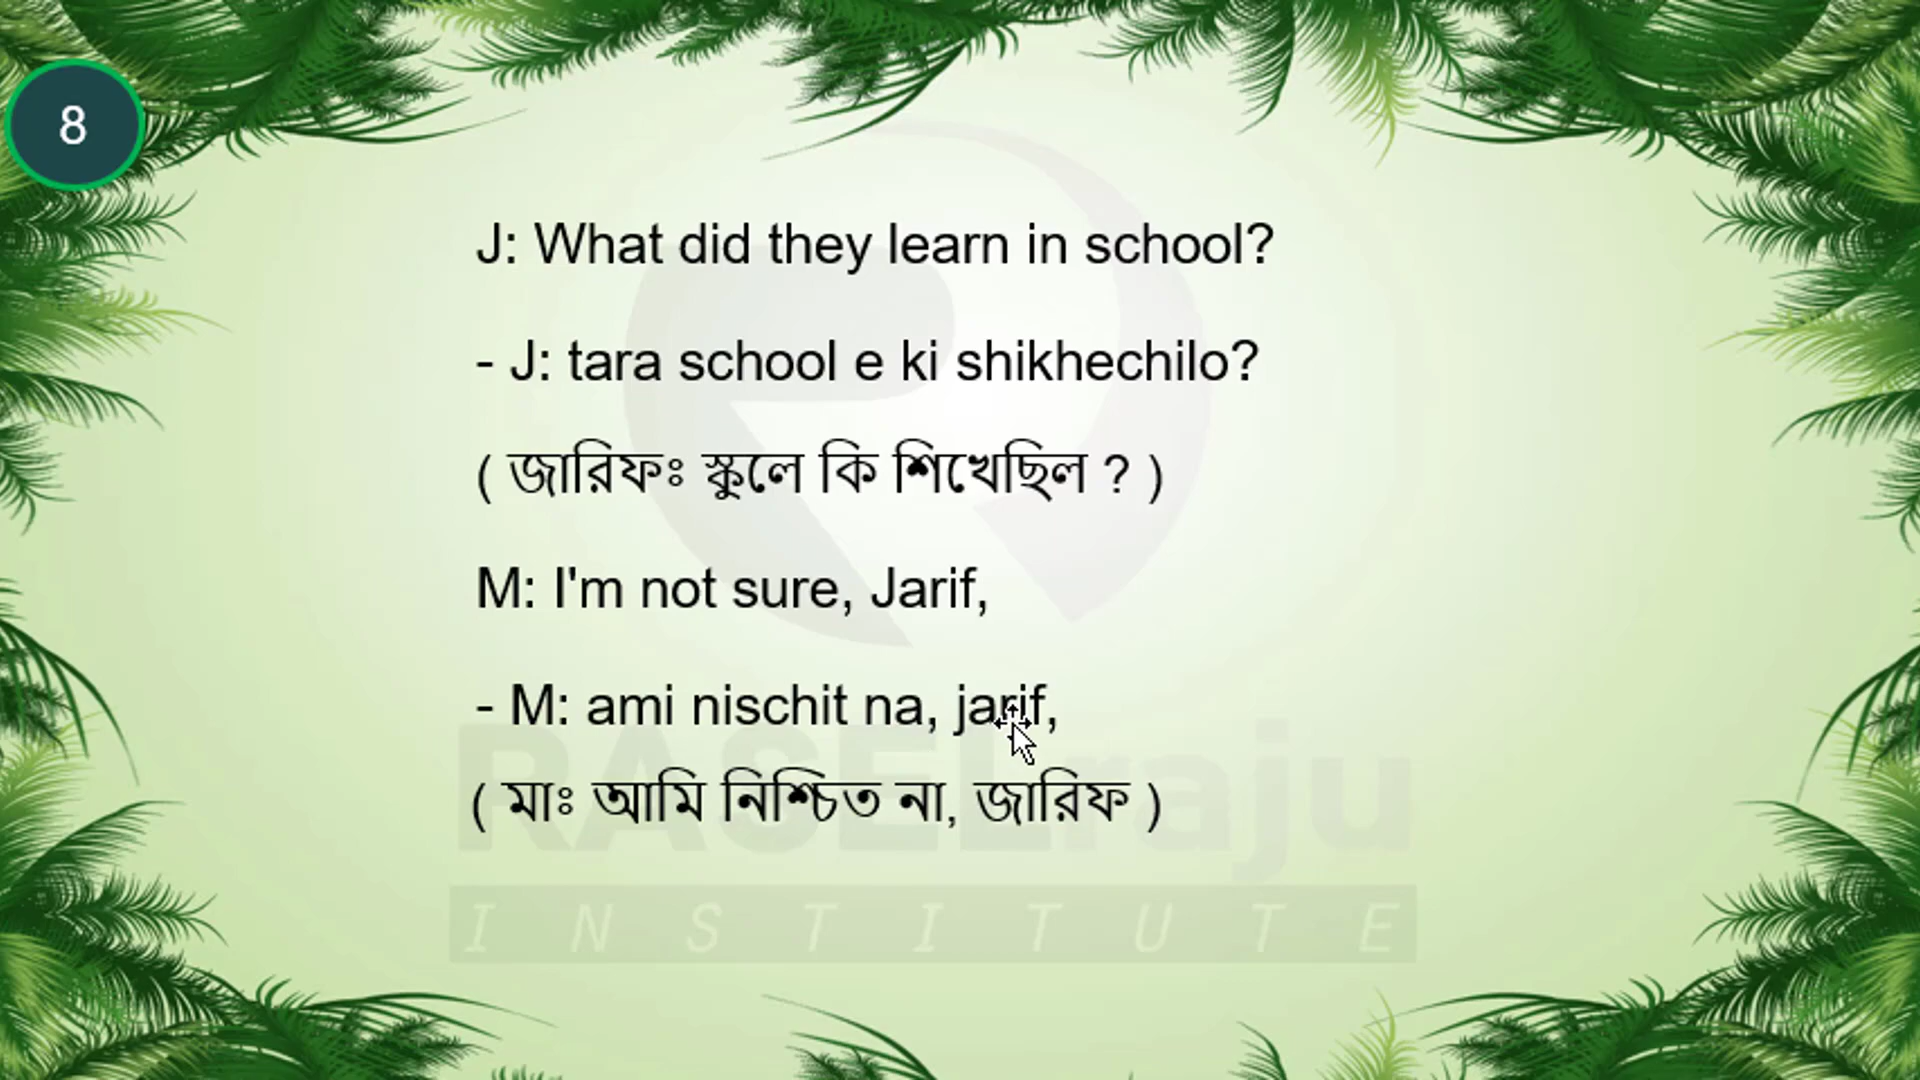 8
J: What did they learn in school?
- J: tara school e ki shikhechilo?
( জারিফঃ স্কুলে কি শিখেছিল ? )
M: I'm not sure, Jarif,
- M: ami nischit na, jarif,
( মাঃ আমি নিশ্চিত না, জারিফ )
RASELraju
INSTITUTE